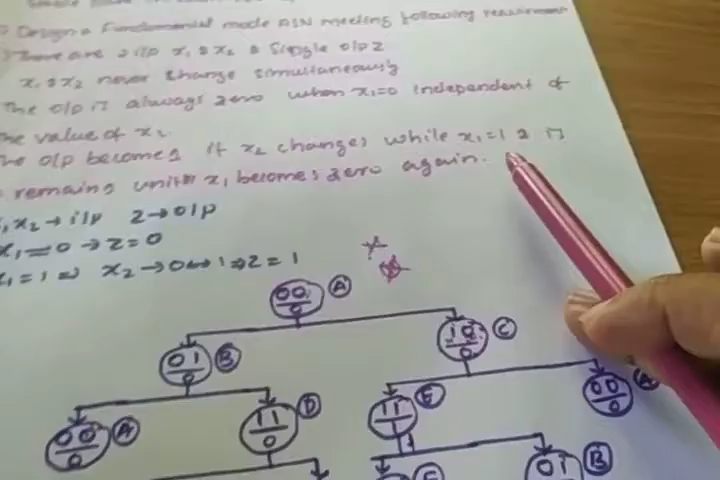 Design a Fundamental mode ASN meeting following requirement
There are 2 i/p x1 & x2 & Single o/p Z
x1 & x2 never change simultaneously
The o/p is always zero when x1=0 independent of
the value of x2.
The o/p becomes 1 if x2 changes while x1=1 & is
remaining until x1 becomes zero again.
x1, x2 → i/p Z → o/p
x1 = 0 → Z = 0
x1 = 1 ⇒ x2 → 0 ↔ 1 ⇒ Z = 1
00/0 A
01/0 B 10/0 C
00/0 A 11/0 D 11/1 E 00/0 A
01 B